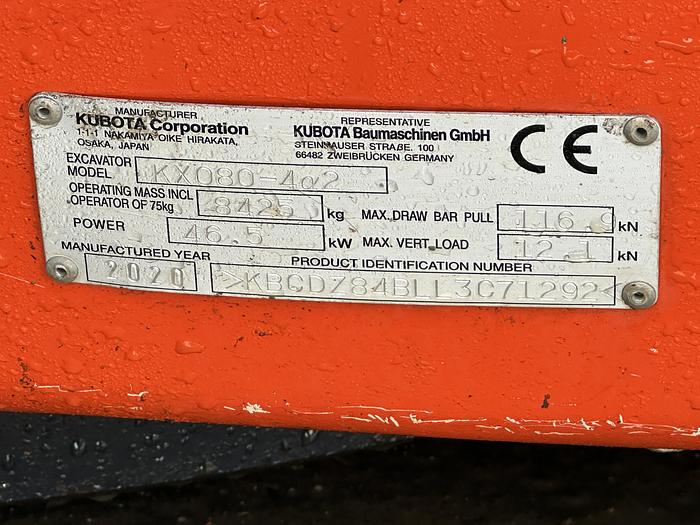 MANUFACTURER
KUBOTA Corporation
1-1-1 NAKAMIYA-OIKE HIRAKATA,
OSAKA, JAPAN
REPRESENTATIVE
KUBOTA Baumaschinen GmbH
STEINHAUSER STRAßE. 100
66482 ZWEIBRÜCKEN GERMANY
CE
EXCAVATOR MODEL KX080-4α2
OPERATING MASS INCL
OPERATOR OF 75kg 8425 kg
MAX. DRAW BAR PULL 116.9 kN
POWER 46.5 kW
MAX. VERT. LOAD 12.1 kN
MANUFACTURED YEAR
2020
PRODUCT IDENTIFICATION NUMBER
>KBCDZ84BLL3C71292<